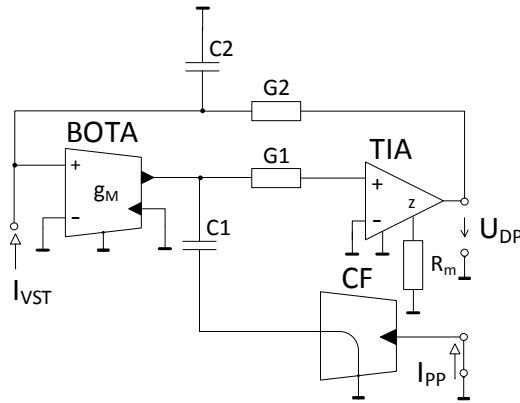 C2
G2
BOTA
G1
TIA
+
gM
−
C1
+
−
z
UDP
Rm
IVST
CF
IPP